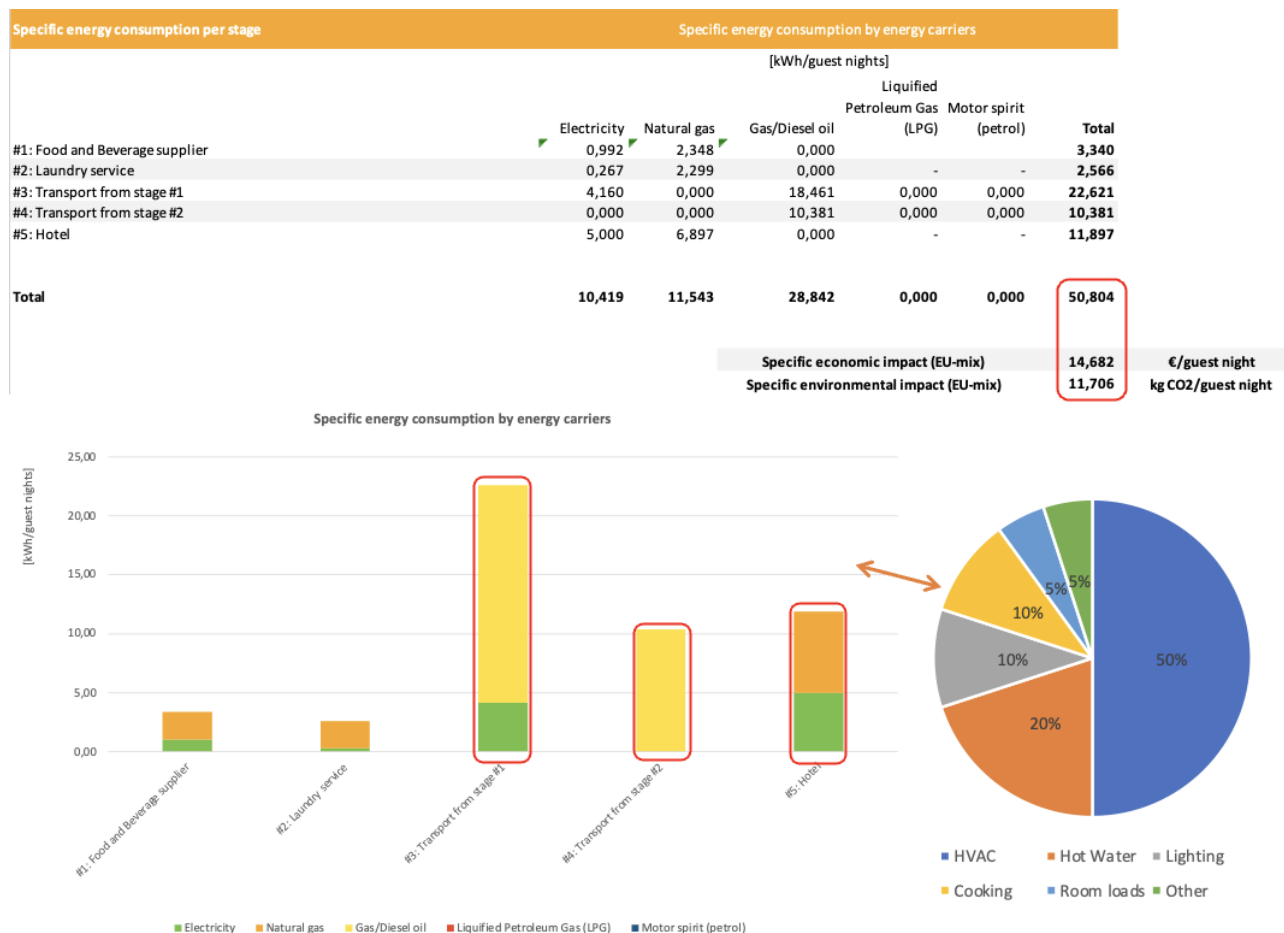 Specific energy consumption per stage Specific energy consumption by energy carriers
[kWh/guest nights]
Electricity Natural gas Gas/Diesel oil Liquified Petroleum Gas (LPG) Motor spirit (petrol) Total
#1: Food and Beverage supplier 0,992 2,348 0,000 3,340
#2: Laundry service 0,267 2,299 0,000 - - 2,566
#3: Transport from stage #1 4,160 0,000 18,461 0,000 0,000 22,621
#4: Transport from stage #2 0,000 0,000 10,381 0,000 0,000 10,381
#5: Hotel 5,000 6,897 0,000 - - 11,897
Total 10,419 11,543 28,842 0,000 0,000 50,804
Specific economic impact (EU-mix) 14,682 €/guest night
Specific environmental impact (EU-mix) 11,706 kg CO2/guest night
Specific energy consumption by energy carriers
[kWh/guest nights]
25,00
20,00
15,00
10,00
5,00
0,00
#1: Food and Beverage supplier
#2: Laundry service
#3: Transport from stage #1
#4: Transport from stage #2
#5: Hotel
Electricity Natural gas Gas/Diesel oil Liquified Petroleum Gas (LPG) Motor spirit (petrol)
5% 5%
10%
10% 50%
20%
HVAC Hot Water Lighting
Cooking Room loads Other